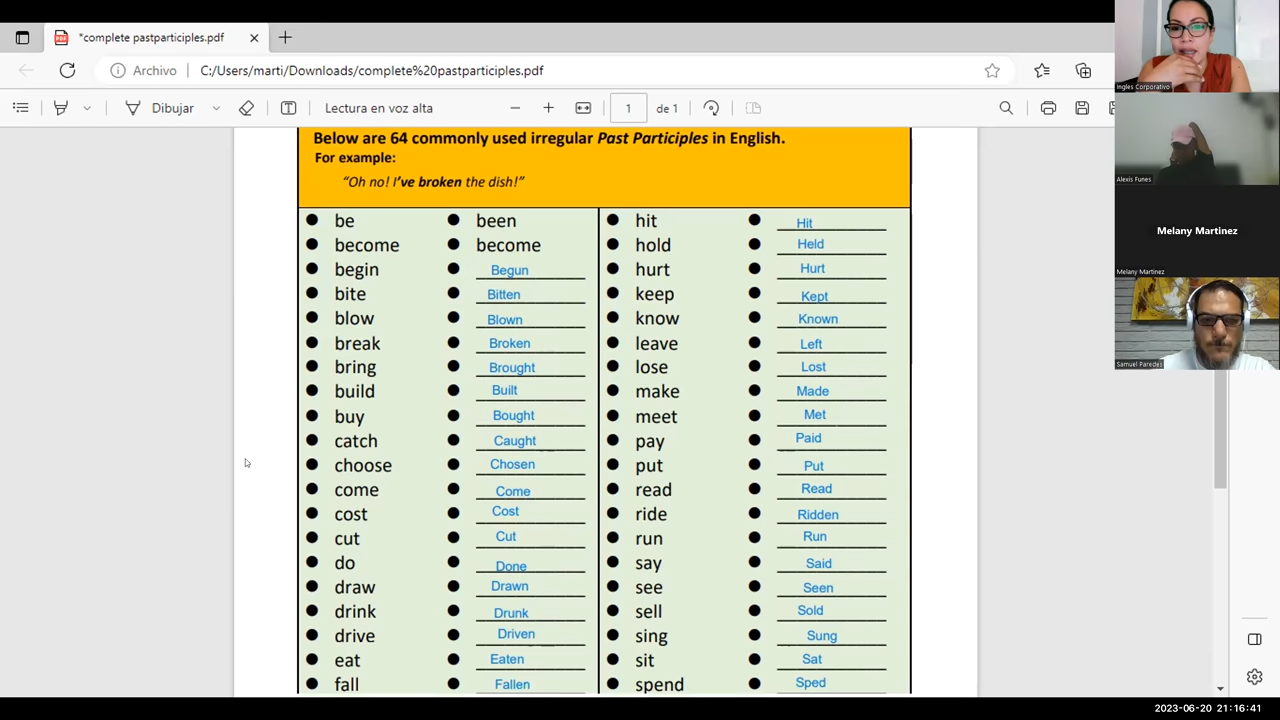 *complete pastparticiples.pdf
Archivo C:/Users/marti/Downloads/complete%20pastparticiples.pdf
Dibujar Lectura en voz alta 1 de 1
Below are 64 commonly used irregular Past Participles in English.
For example:
“Oh no! I've broken the dish!”
be been hit Hit
become become hold Held
begin Begun hurt Hurt
bite Bitten keep Kept
blow Blown know Known
break Broken leave Left
bring Brought lose Lost
build Built make Made
buy Bought meet Met
catch Caught pay Paid
choose Chosen put Put
come Come read Read
cost Cost ride Ridden
cut Cut run Run
do Done say Said
draw Drawn see Seen
drink Drunk sell Sold
drive Driven sing Sung
eat Eaten sit Sat
fall Fallen spend Sped
Ingles Corporativo
Alexis Funes
Melany Martinez
Melany Martinez
Samuel Paredes
2023-06-20 21:16:41